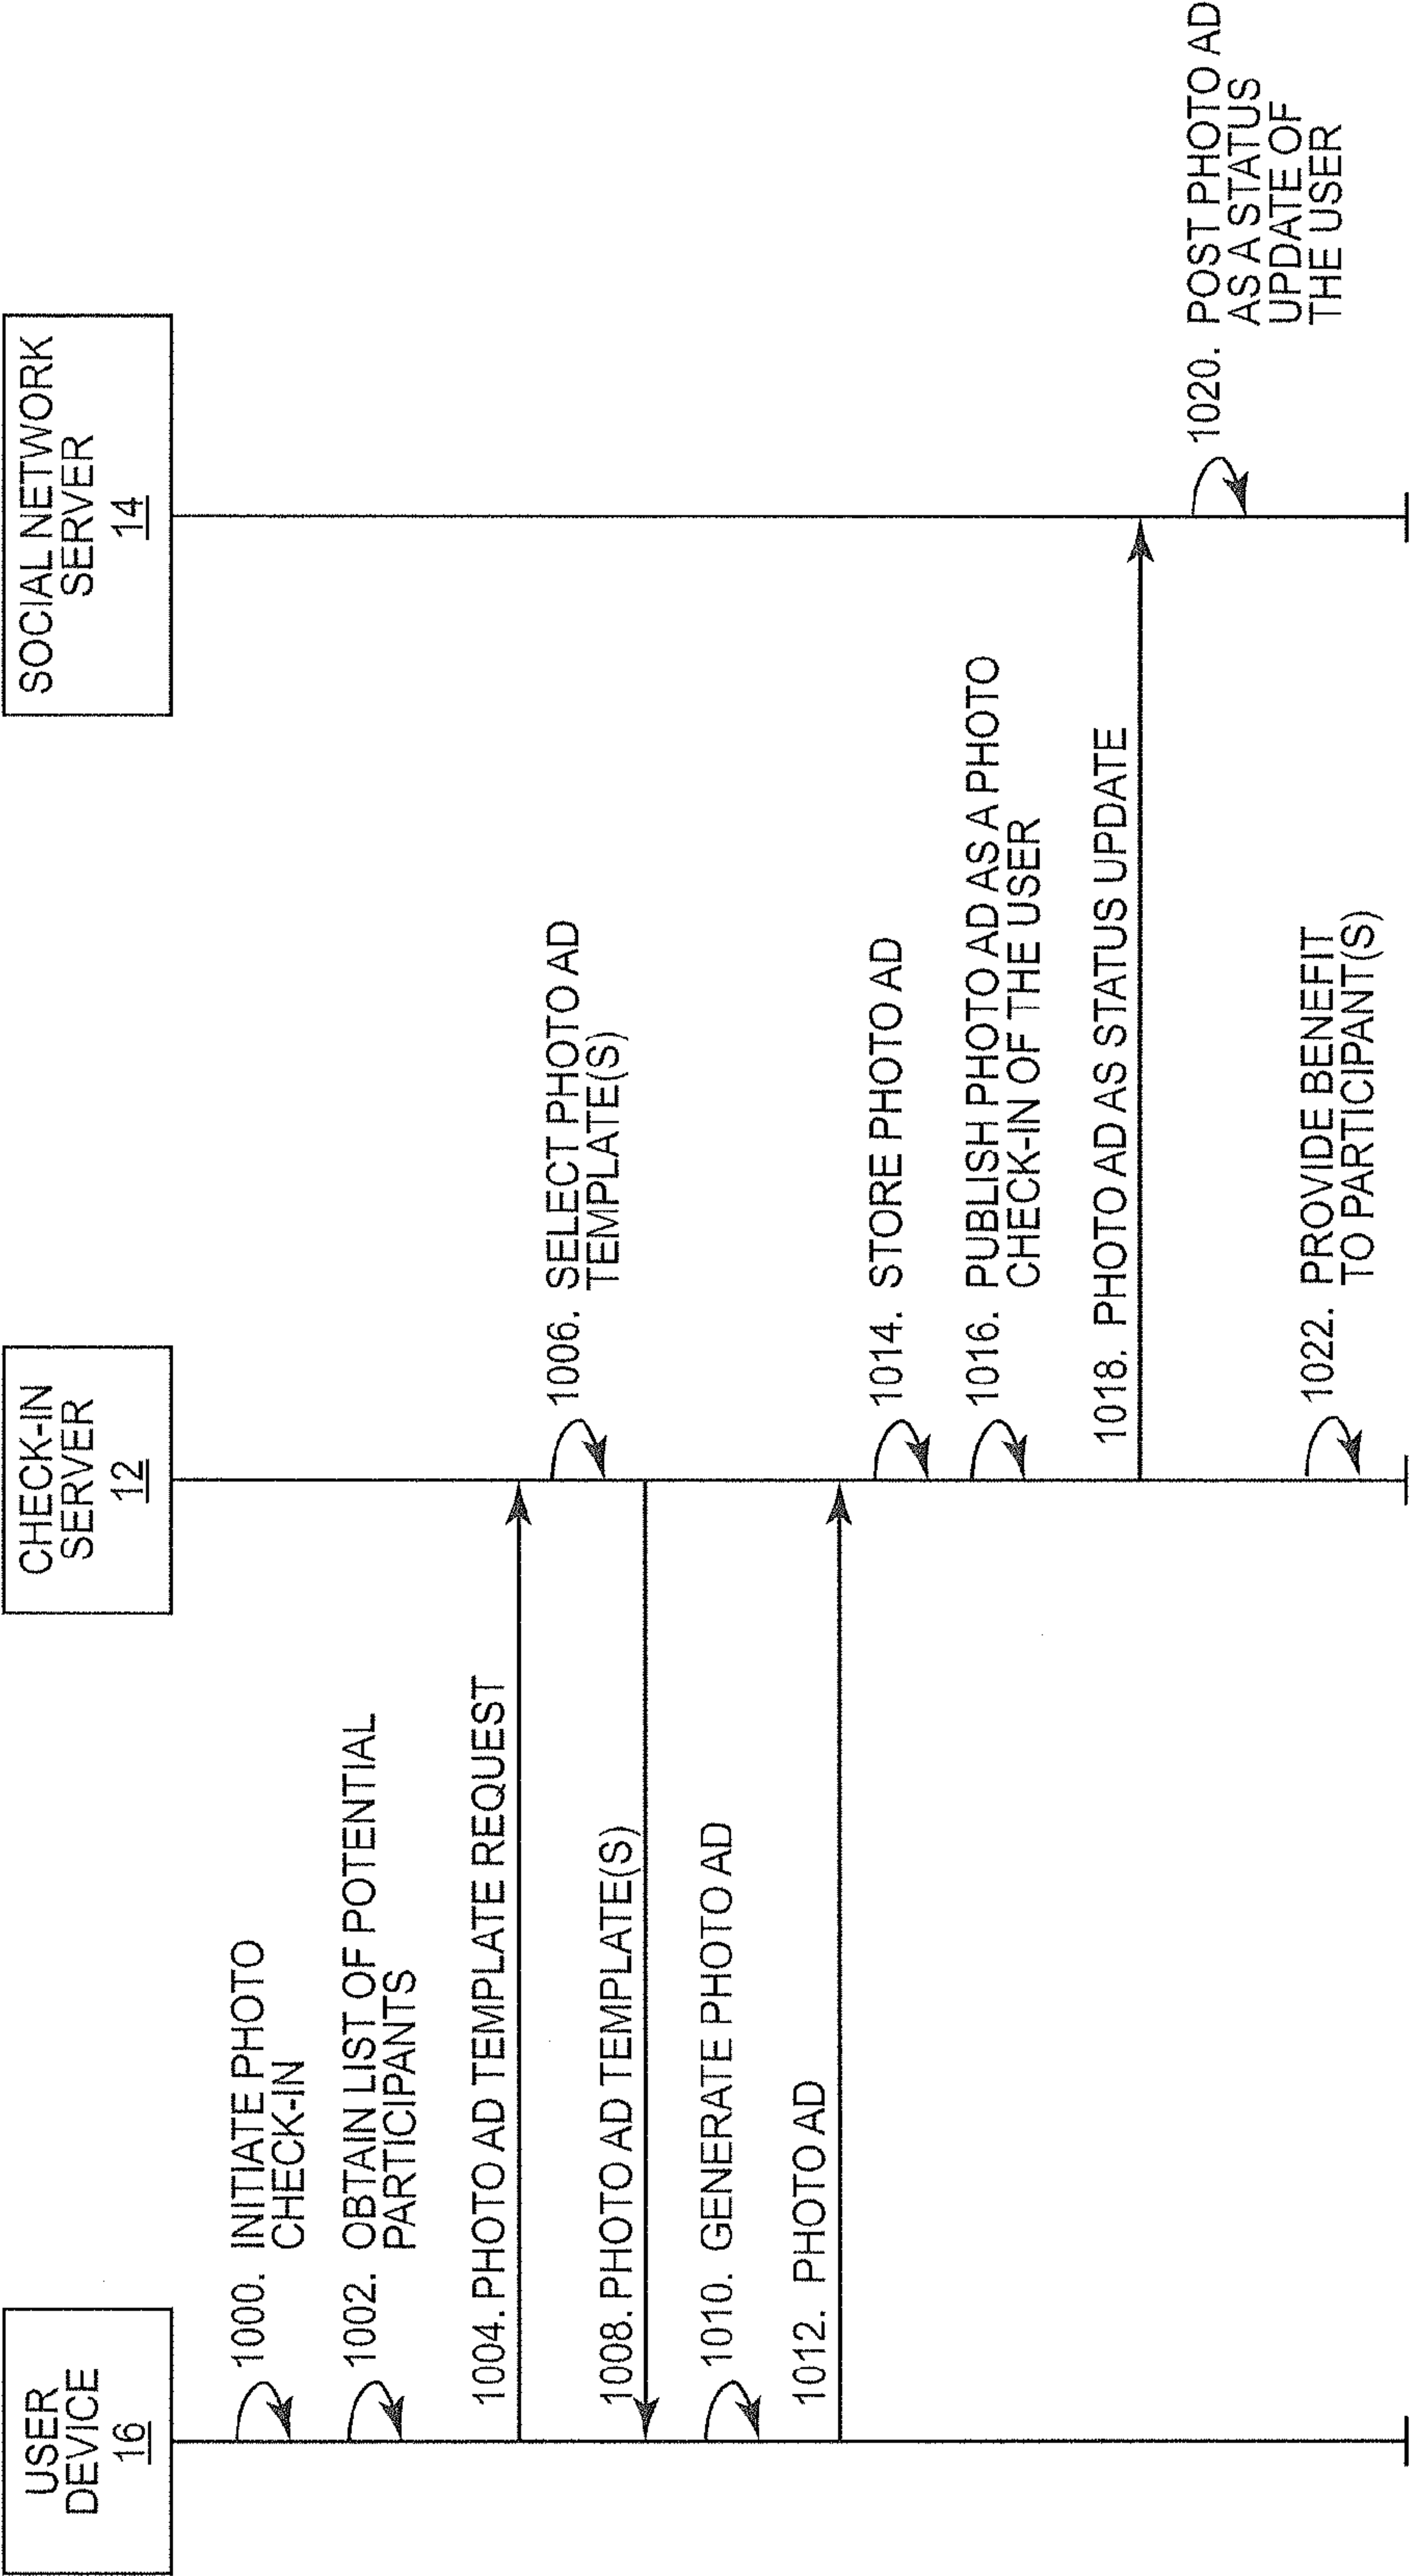 USER
DEVICE
16
CHECK-IN
SERVER
12
SOCIAL NETWORK
SERVER
14
1000. INITIATE PHOTO
CHECK-IN
1002. OBTAIN LIST OF POTENTIAL
PARTICIPANTS
1004. PHOTO AD TEMPLATE REQUEST
1006. SELECT PHOTO AD
TEMPLATE(S)
1008. PHOTO AD TEMPLATE(S)
1010. GENERATE PHOTO AD
1012. PHOTO AD
1014. STORE PHOTO AD
1016. PUBLISH PHOTO AD AS A PHOTO
CHECK-IN OF THE USER
1018. PHOTO AD AS STATUS UPDATE
1020. POST PHOTO AD
AS A STATUS
UPDATE OF
THE USER
1022. PROVIDE BENEFIT
TO PARTICIPANT(S)